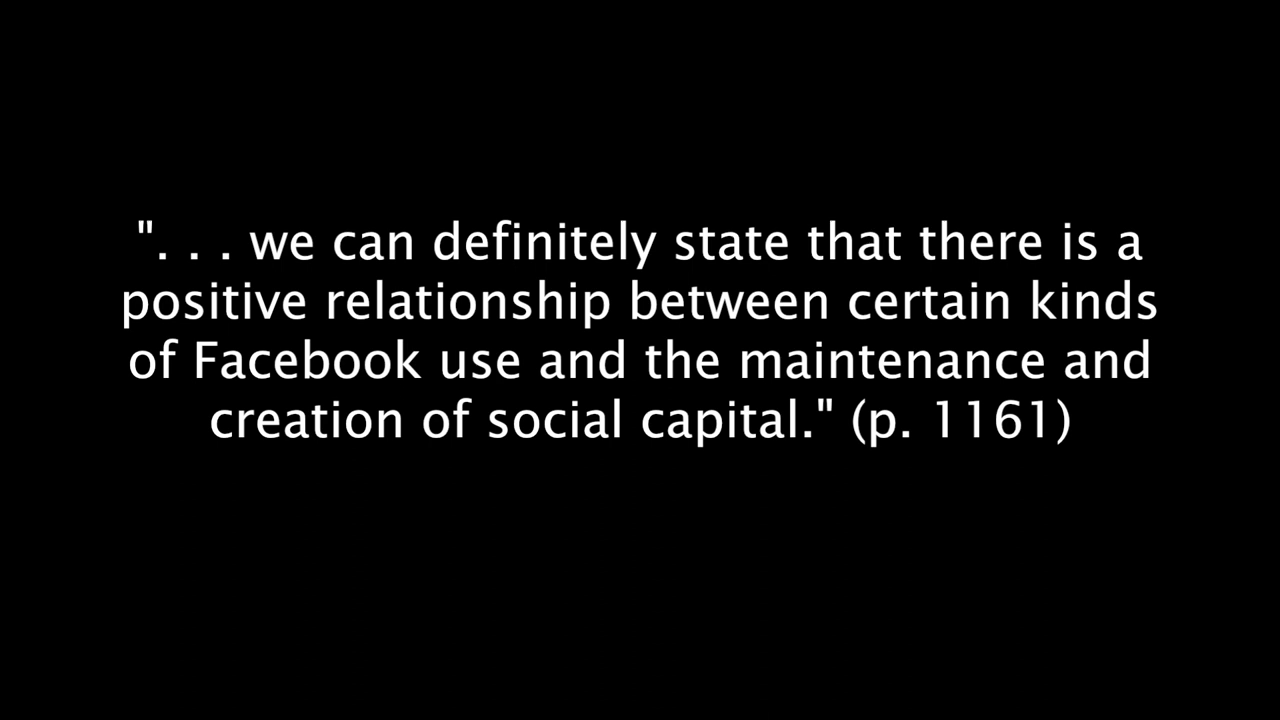 ". . . we can definitely state that there is a
positive relationship between certain kinds
of Facebook use and the maintenance and
creation of social capital." (p. 1161)